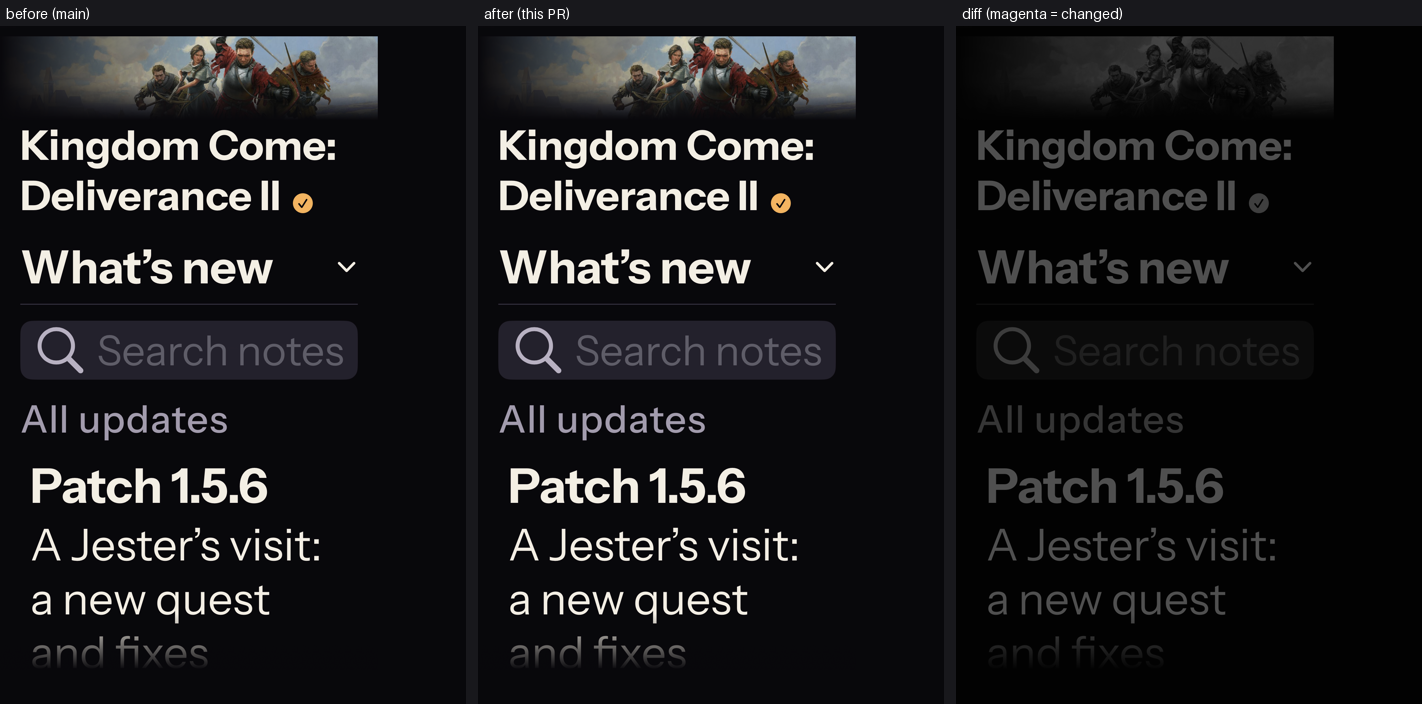 before (main)
Kingdom Come:
Deliverance II
What’s new
Search notes
All updates
Patch 1.5.6
A Jester’s visit:
a new quest
and fixes
after (this PR)
Kingdom Come:
Deliverance II
What’s new
Search notes
All updates
Patch 1.5.6
A Jester’s visit:
a new quest
and fixes
diff (magenta = changed)
Kingdom Come:
Deliverance II
What’s new
Search notes
All updates
Patch 1.5.6
A Jester’s visit:
a new quest
and fixes